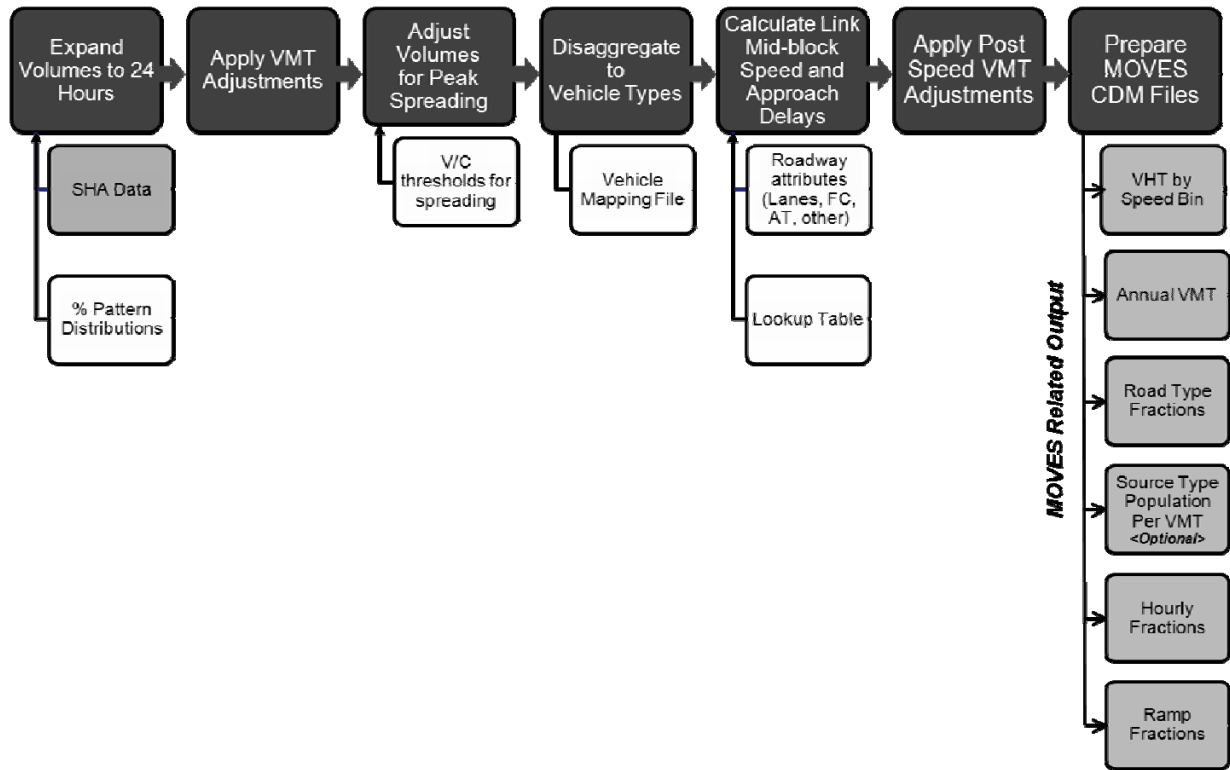 Expand
Volumes to 24
Hours
Apply VMT
Adjustments
Adjust
Volumes
for Peak
Spreading
Disaggregate
to
Vehicle Types
Calculate Link
Mid-block
Speed and
Approach
Delays
Apply Post
Speed VMT
Adjustments
Prepare
MOVES
CDM Files
SHA Data
% Pattern
Distributions
V/C
thresholds for
spreading
Vehicle
Mapping File
Roadway
attributes
(Lanes, FC,
AT, other)
Lookup Table
MOVES Related Output
VHT by
Speed Bin
Annual VMT
Road Type
Fractions
Source Type
Population
Per VMT
<Optional>
Hourly
Fractions
Ramp
Fractions